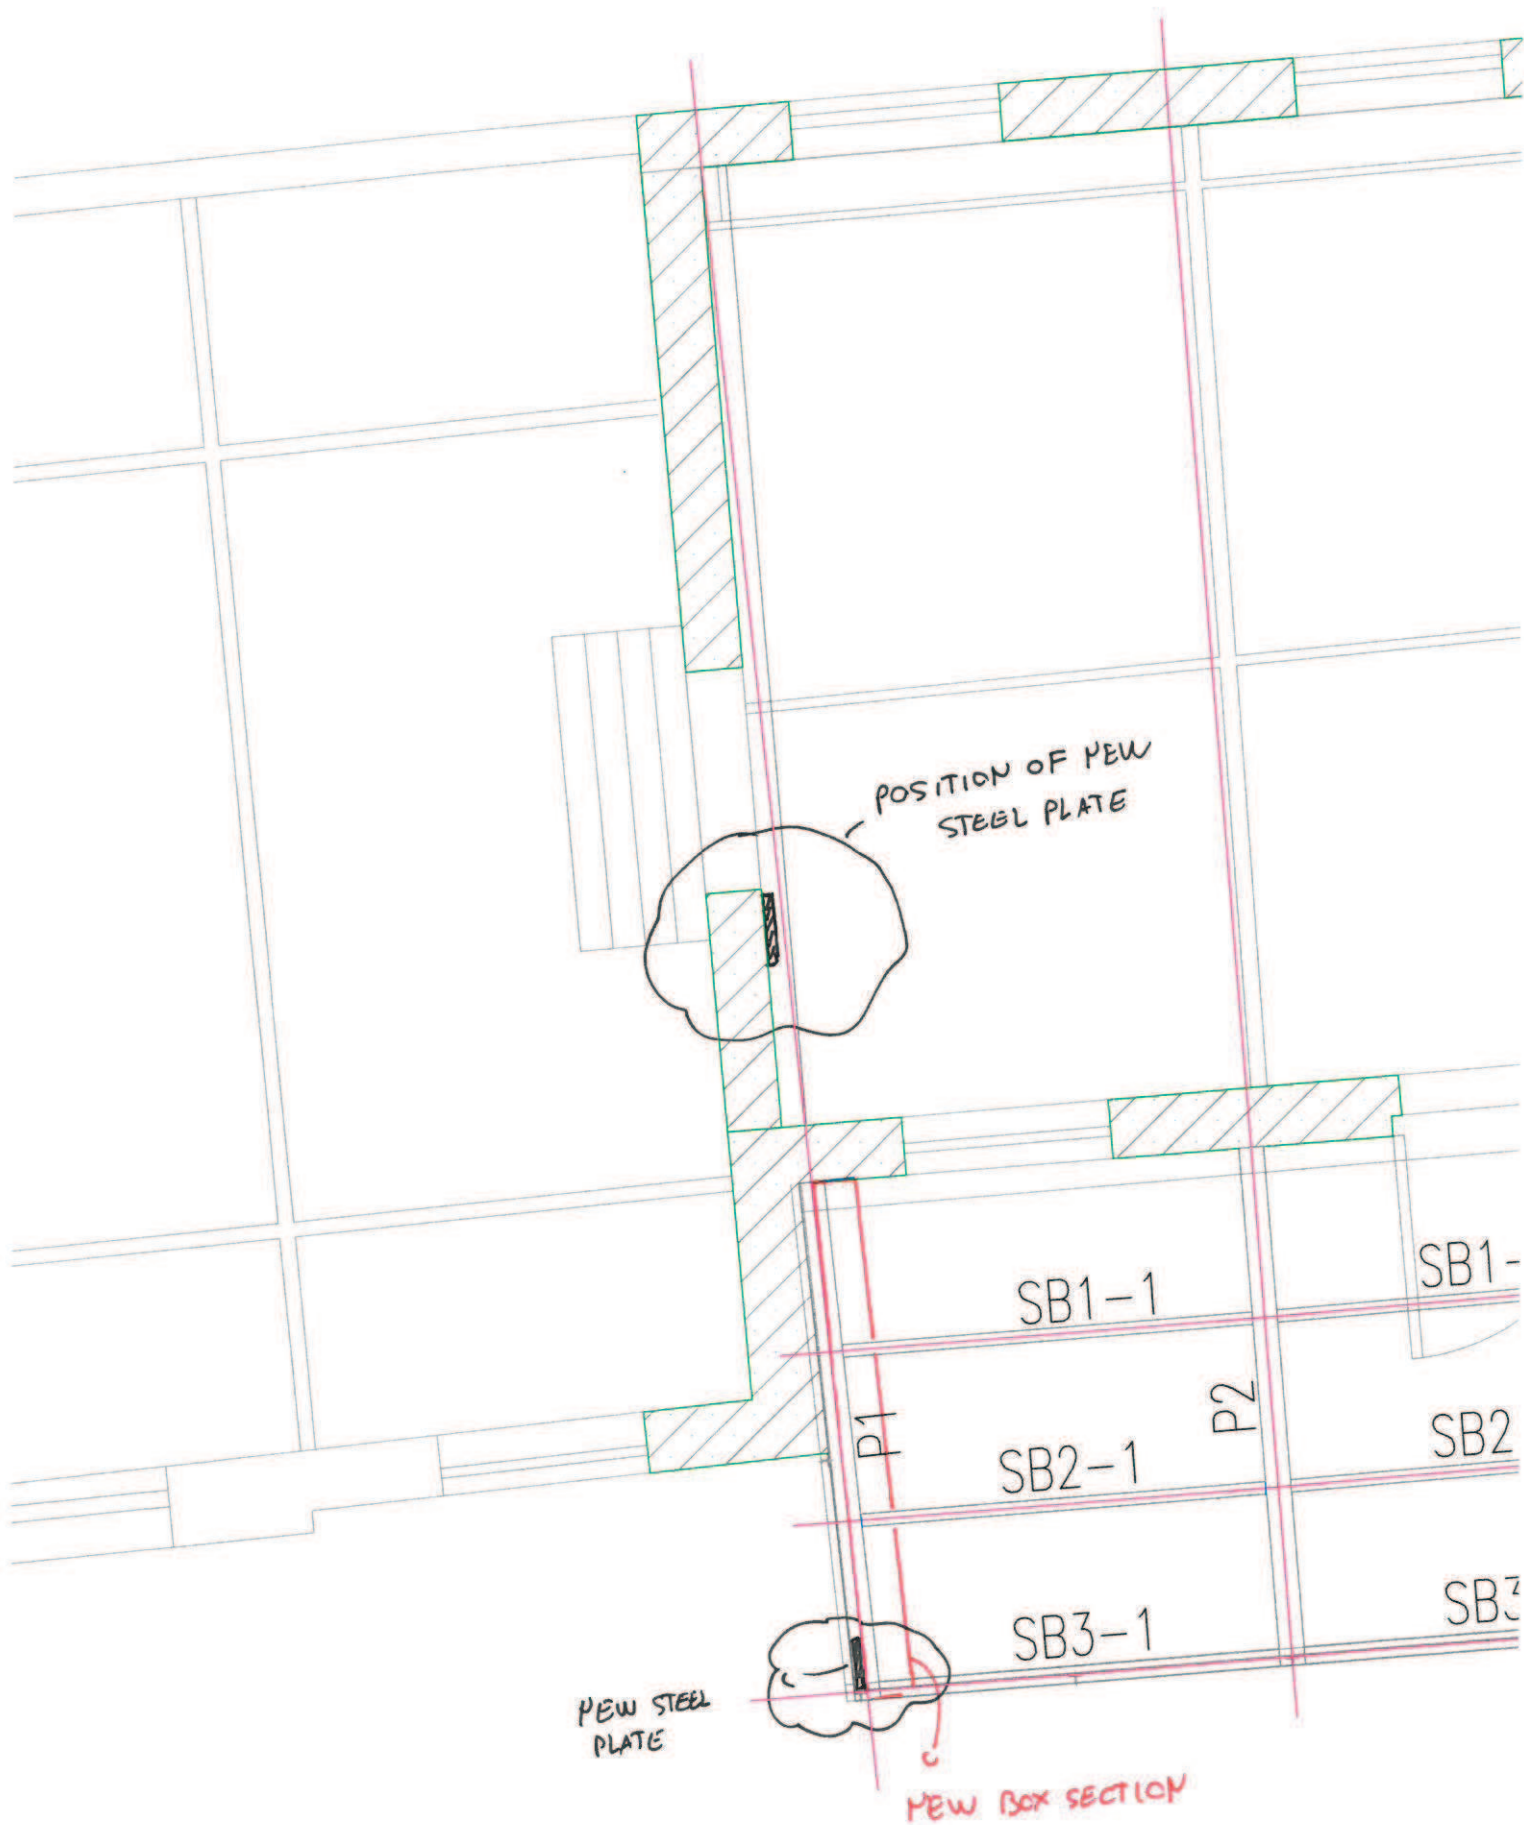 POSITION OF NEW
STEEL PLATE
SB1-1
SB1-
P1
P2
SB2-1
SB2
SB3-1
SB3
NEW STEEL
PLATE
NEW BOX SECTION